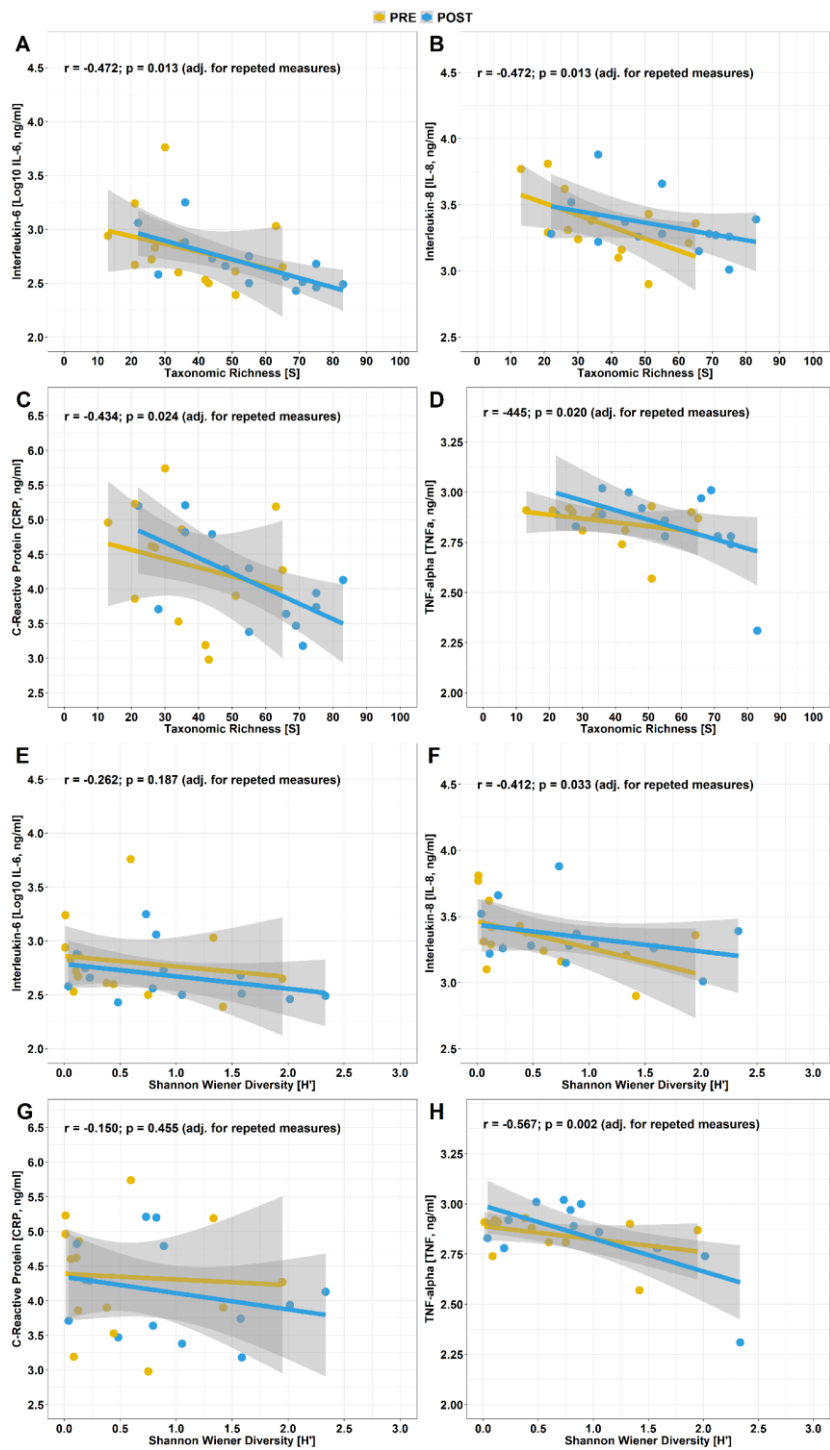 PRE POST
A
r = -0.472; p = 0.013 (adj. for repeted measures)
Interleukin-6 [Log10 IL-6, ng/ml]
4.5
4.0
3.5
3.0
2.5
2.0
0 10 20 30 40 50 60 70 80 90 100
Taxonomic Richness [S]
B
r = -0.472; p = 0.013 (adj. for repeted measures)
Interleukin-8 [IL-8, ng/ml]
4.5
4.0
3.5
3.0
2.5
0 10 20 30 40 50 60 70 80 90 100
Taxonomic Richness [S]
C
r = -0.434; p = 0.024 (adj. for repeted measures)
C-Reactive Protein [CRP, ng/ml]
6.5
6.0
5.5
5.0
4.5
4.0
3.5
3.0
2.5
0 10 20 30 40 50 60 70 80 90 100
Taxonomic Richness [S]
D
r = -445; p = 0.020 (adj. for repeted measures)
TNF-alpha [TNFa, ng/ml]
3.25
3.00
2.75
2.50
2.25
2.00
0 10 20 30 40 50 60 70 80 90 100
Taxonomic Richness [S]
E
r = -0.262; p = 0.187 (adj. for repeted measures)
Interleukin-6 [Log10 IL-6, ng/ml]
4.5
4.0
3.5
3.0
2.5
2.0
0.0 0.5 1.0 1.5 2.0 2.5 3.0
Shannon Wiener Diversity [H']
F
r = -0.412; p = 0.033 (adj. for repeted measures)
Interleukin-8 [IL-8, ng/ml]
4.5
4.0
3.5
3.0
2.5
0.0 0.5 1.0 1.5 2.0 2.5 3.0
Shannon Wiener Diversity [H']
G
r = -0.150; p = 0.455 (adj. for repeted measures)
C-Reactive Protein [CRP, ng/ml]
6.5
6.0
5.5
5.0
4.5
4.0
3.5
3.0
2.5
0.0 0.5 1.0 1.5 2.0 2.5 3.0
Shannon Wiener Diversity [H']
H
r = -0.567; p = 0.002 (adj. for repeted measures)
TNF-alpha [TNF, ng/ml]
3.25
3.00
2.75
2.50
2.25
2.00
0.0 0.5 1.0 1.5 2.0 2.5 3.0
Shannon Wiener Diversity [H']